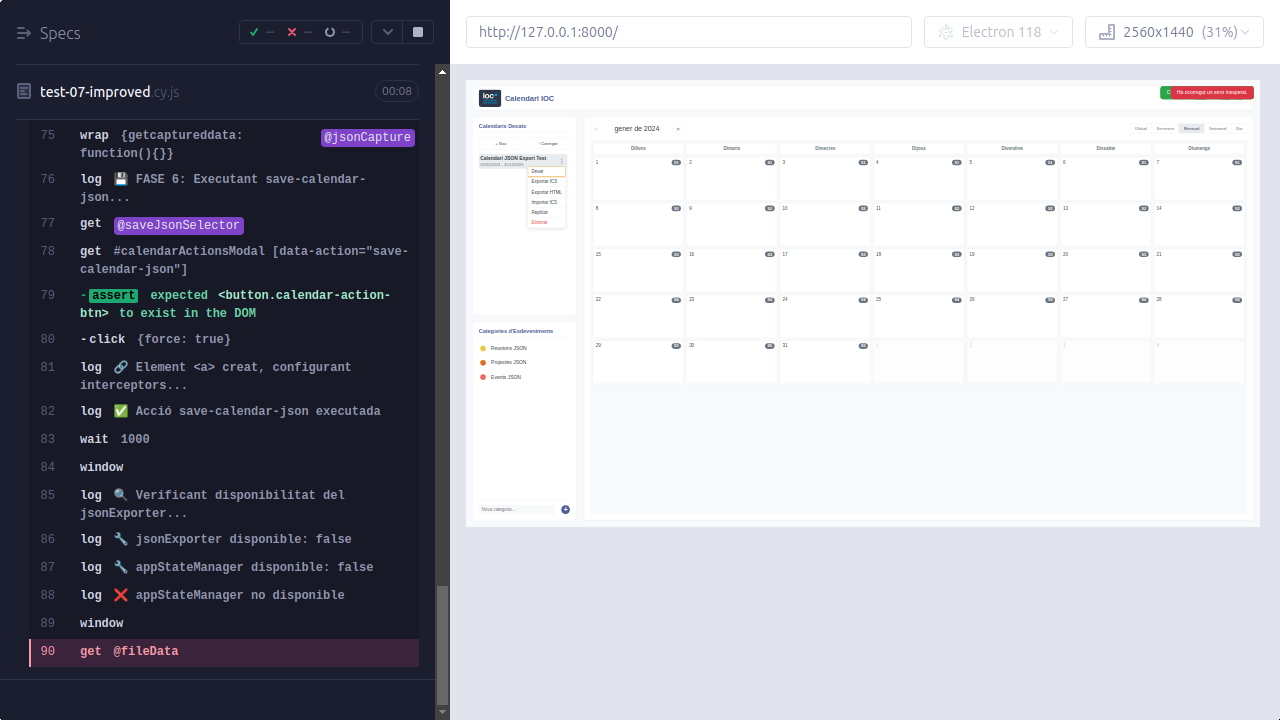 Specs
-- -- --
test-07-improved.cy.js 00:08
75 wrap {getcaptureddata: function(){}} @jsonCapture
76 log 💾 FASE 6: Executant save-calendar-json...
77 get @saveJsonSelector
78 get #calendarActionsModal [data-action="save-calendar-json"]
79 -assert expected <button.calendar-action-btn> to exist in the DOM
80 -click {force: true}
81 log 🔗 Element <a> creat, configurant interceptors...
82 log ✅ Acció save-calendar-json executada
83 wait 1000
84 window
85 log 🔍 Verificant disponibilitat del jsonExporter...
86 log 🔧 jsonExporter disponible: false
87 log 🔧 appStateManager disponible: false
88 log ❌ appStateManager no disponible
89 window
90 get @fileData
http://127.0.0.1:8000/
Electron 118
2560x1440 (31%)
ioc Calendari IOC
Ha ocorregut un error inesperat.
Calendaris Desats
+ Nou
Carregar
Calendari JSON Export Test
Desar
Exportar ICS
Exportar HTML
Importar ICS
Replicar
Eliminar
< gener de 2024 >
Global Semestre Mensual Setmanal Dia
Dilluns Dimarts Dimecres Dijous Divendres Dissabte Diumenge
1 2 3 4 5 6 7
8 9 10 11 12 13 14
15 16 17 18 19 20 21
22 23 24 25 26 27 28
29 30 31 1 2 3 4
Categories d'Esdeveniments
Reunions JSON
Projectes JSON
Events JSON
Nova categoria...